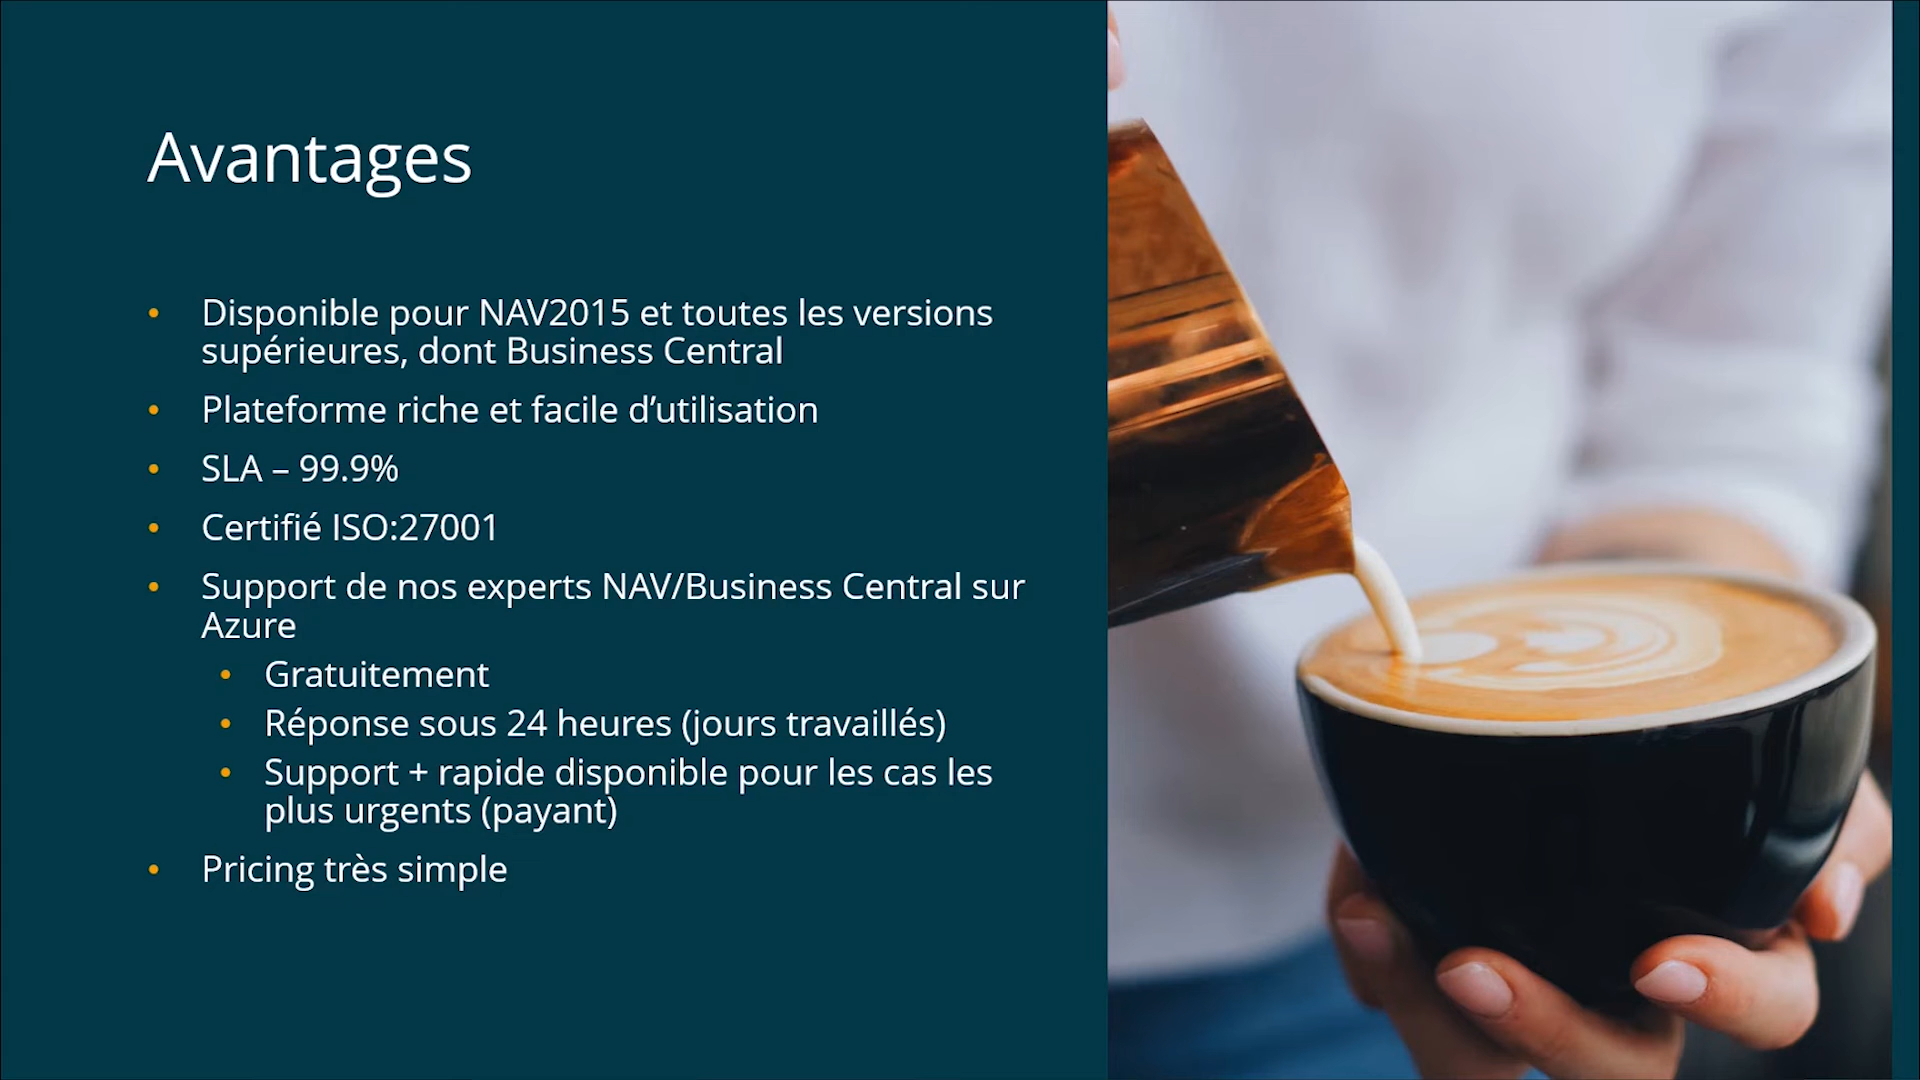 Avantages
• Disponible pour NAV2015 et toutes les versions
supérieures, dont Business Central
• Plateforme riche et facile d’utilisation
• SLA – 99.9%
• Certifié ISO:27001
• Support de nos experts NAV/Business Central sur
Azure
• Gratuitement
• Réponse sous 24 heures (jours travaillés)
• Support + rapide disponible pour les cas les
plus urgents (payant)
• Pricing très simple